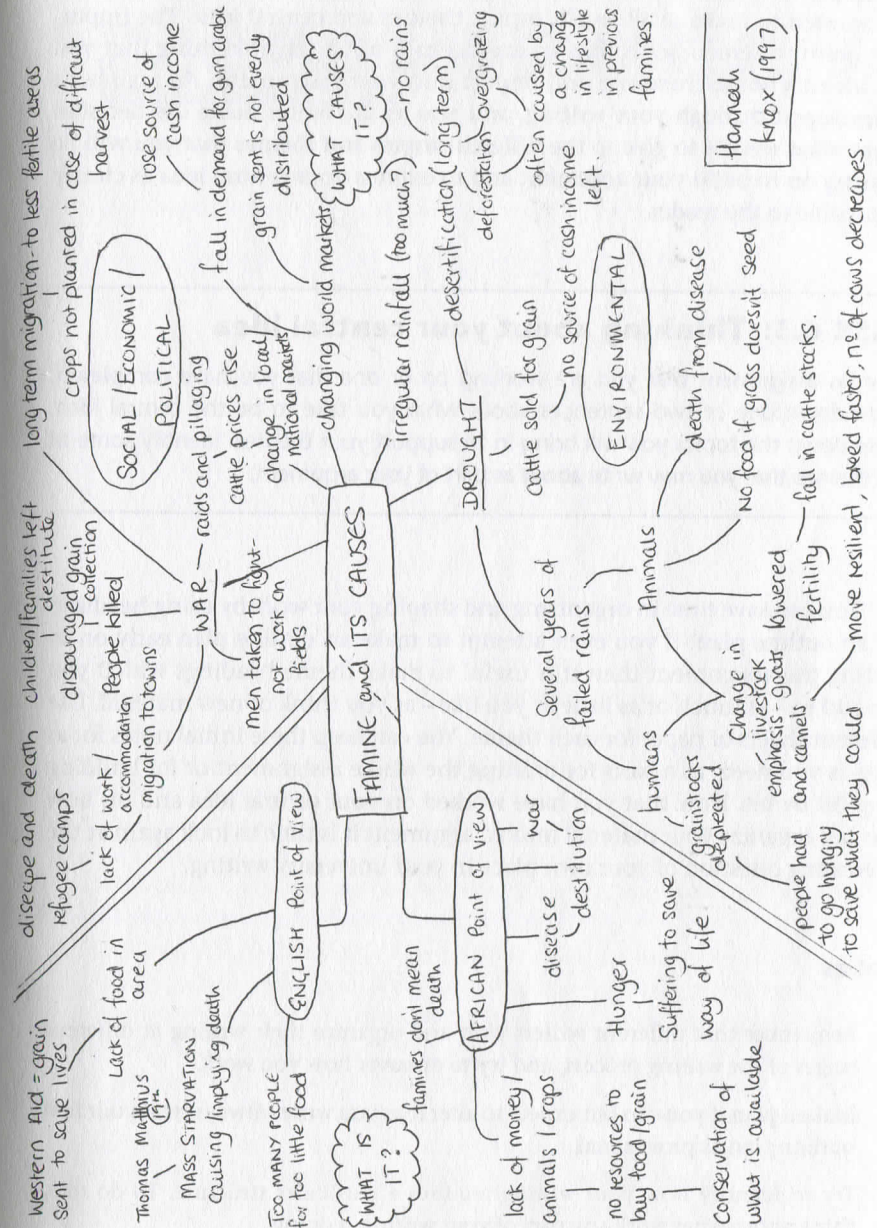 Western aid = grain
sent to save lives
disease and death
refugee camps
children/families left
destitute
long term migration to less fertile areas
crops not planted in case of difficult
harvest
lose source of
cash income
SOCIAL ECONOMIC/
POLITICAL
delayed grain
collection
People killed
lack of work
precipitation
migration to towns
WAR — raids and pillaging
men taken to fight
cultivation
fields
cattle prices rise
change in local/
national markets
fall in demand for gum arabic
grain sent is not evenly
distributed
changing world market
WHAT CAUSES
IT?
Lack of food in
area
Thomas Malthus
MASS STARVATION
causing/implying death
TOO MANY PEOPLE
for too little food
ENGLISH Point of View
FAMINE and its CAUSES
irregular rainfall (too much)
no rains
desertification (long term)
deforestation
overgrazing
often caused by
change
in lifestyle
in previous
families
DROUGHT
cattle sold for grain
no source of cash income
left
ENVIRONMENTAL
WHAT IS
IT?
famines don't mean
death
AFRICAN Point of View
lack of money/
animals/crops
no resources to
buy food/grain
conservation of
what is available
hunger
disease
destitution
war
Suffering to save
way of life.
Several years of
failed rains
Humans
Animals
grainstocks
depleted
people had and family
to go hungry
to save what they could
Change in
livestock
emphasis - goats
more resilient, low fodder, no of cows decreases
lowered
fertility
fall in cattle stocks.
death from disease
No food if grass doesn't seed
Hannah
KNOX (1997)